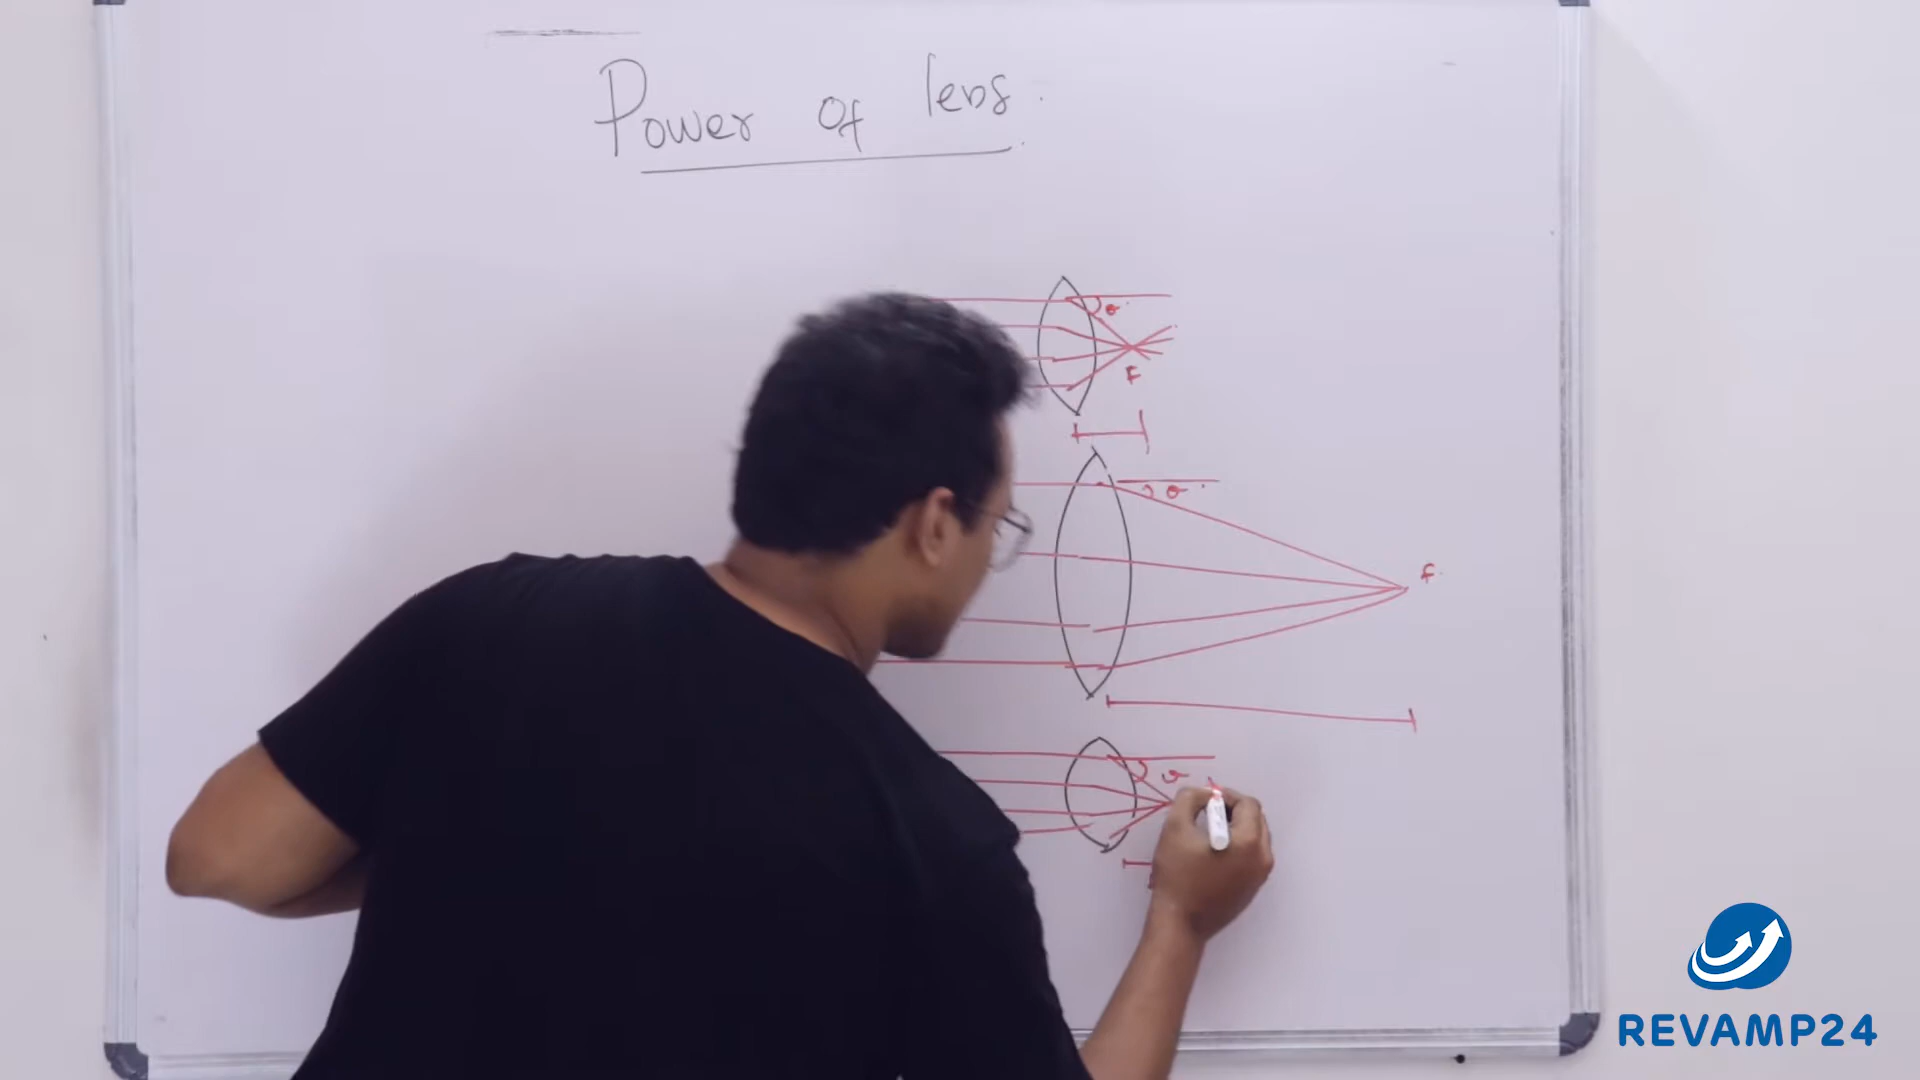 Power of lens.
θ
F
θ
F
θ
REVAMP24